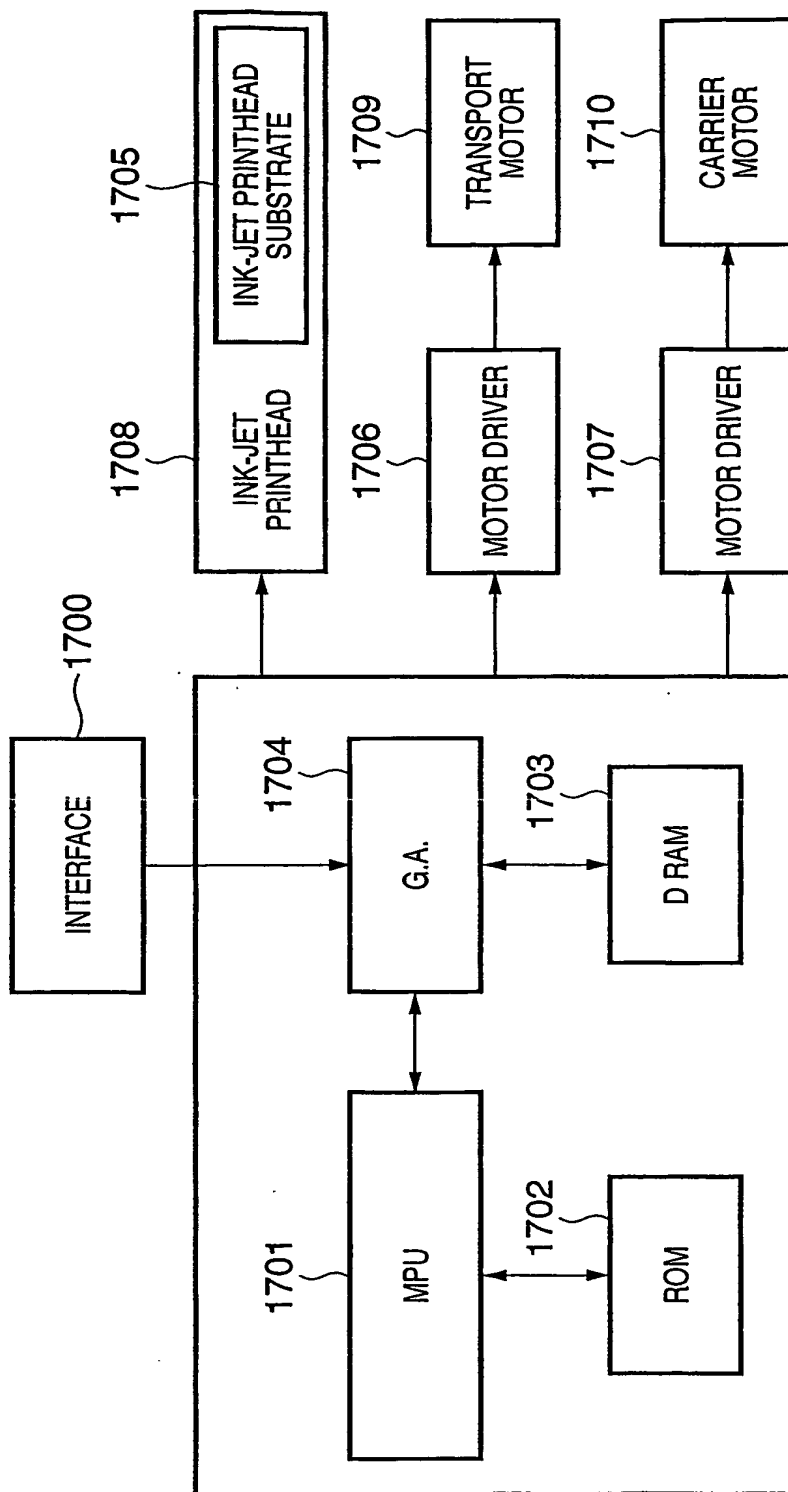 1700
INTERFACE
1701
MPU
1704
G.A.
1702
ROM
1703
D RAM
1708
INK-JET
PRINTHEAD
1705
INK-JET PRINTHEAD
SUBSTRATE
1706
MOTOR DRIVER
1709
TRANSPORT
MOTOR
1707
MOTOR DRIVER
1710
CARRIER
MOTOR